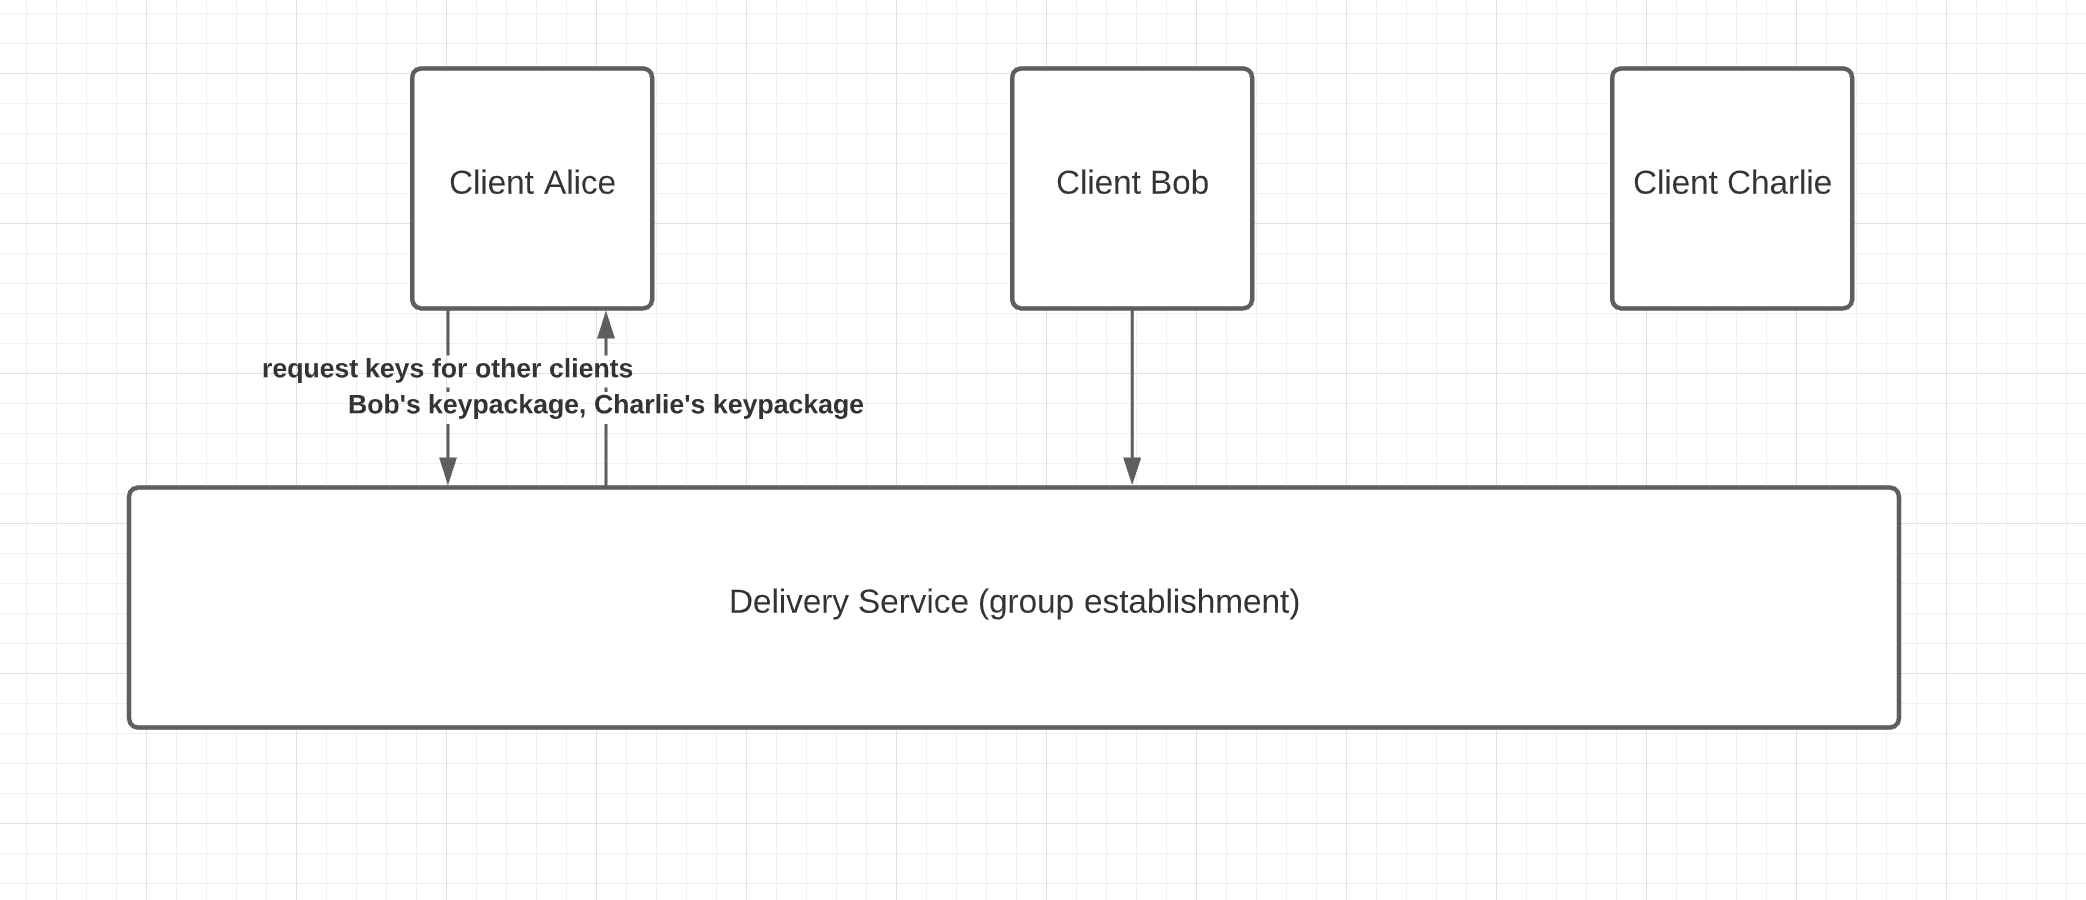 Client Alice
Client Bob
Client Charlie
request keys for other clients
Bob's keypackage, Charlie's keypackage
Delivery Service (group establishment)